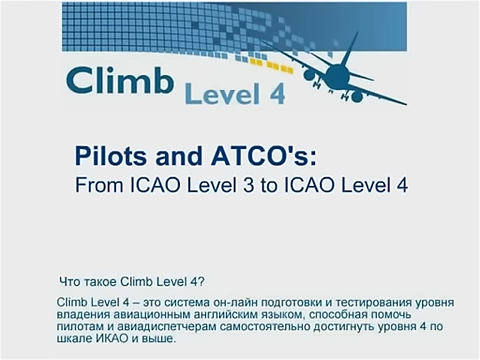 Climb
Level 4
Pilots and ATCO's:
From ICAO Level 3 to ICAO Level 4
Что такое Climb Level 4?
Climb Level 4 – это система он-лайн подготовки и тестирования уровня
владения авиационным английским языком, способная помочь
пилотам и авиадиспетчерам самостоятельно достигнуть уровня 4 по
шкале ИКАО и выше.